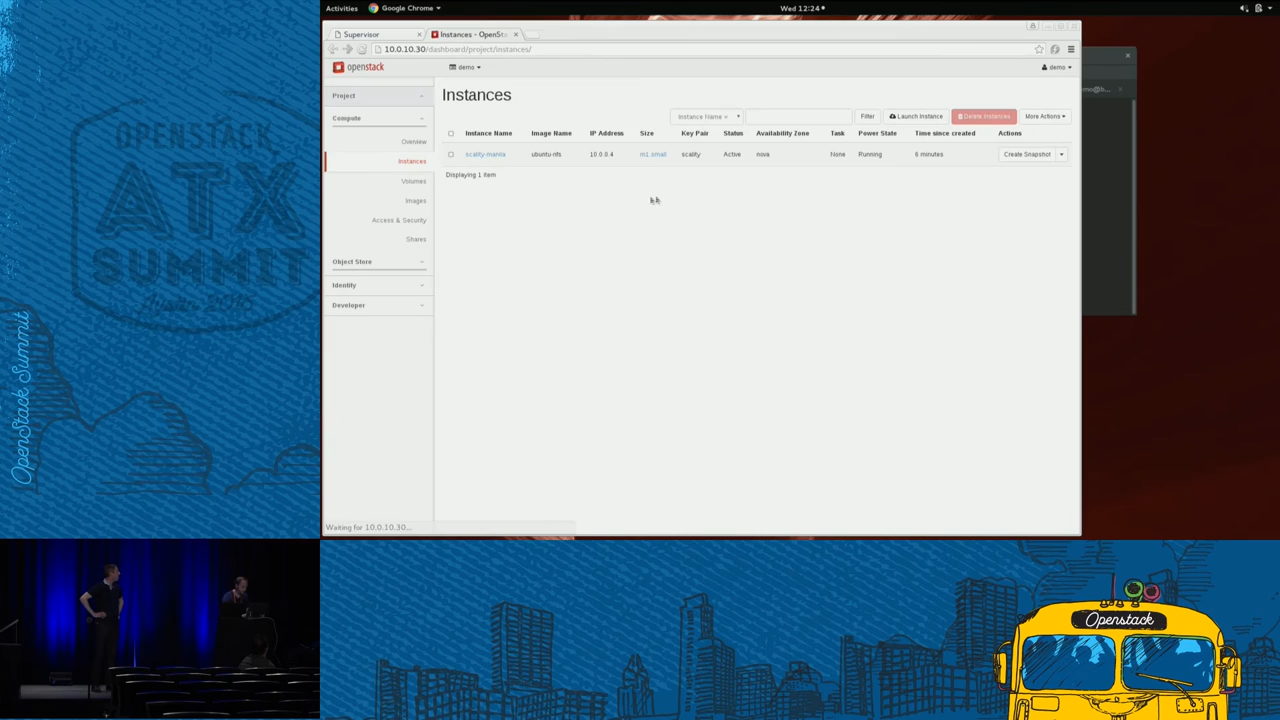 Activities
Google Chrome
Wed 12:24
Supervisor
Instances - OpenSt
10.0.10.30/dashboard/project/instances/
openstack
demo
demo
Project
Compute
Overview
Instances
Volumes
Images
Access & Security
Shares
Object Store
Identity
Developer
Instances
Instance Name =
Filter
Launch Instance
Delete Instances
More Actions
Instance Name Image Name IP Address Size Key Pair Status Availability Zone Task Power State Time since created Actions
scality-manila ubuntu-nfs 10.0.0.4 m1.small scality Active nova None Running 6 minutes Create Snapshot
Displaying 1 item
Waiting for 10.0.10.30...
ATX
SUMMIT
Austin 2016
OpenStack Summit
Openstack